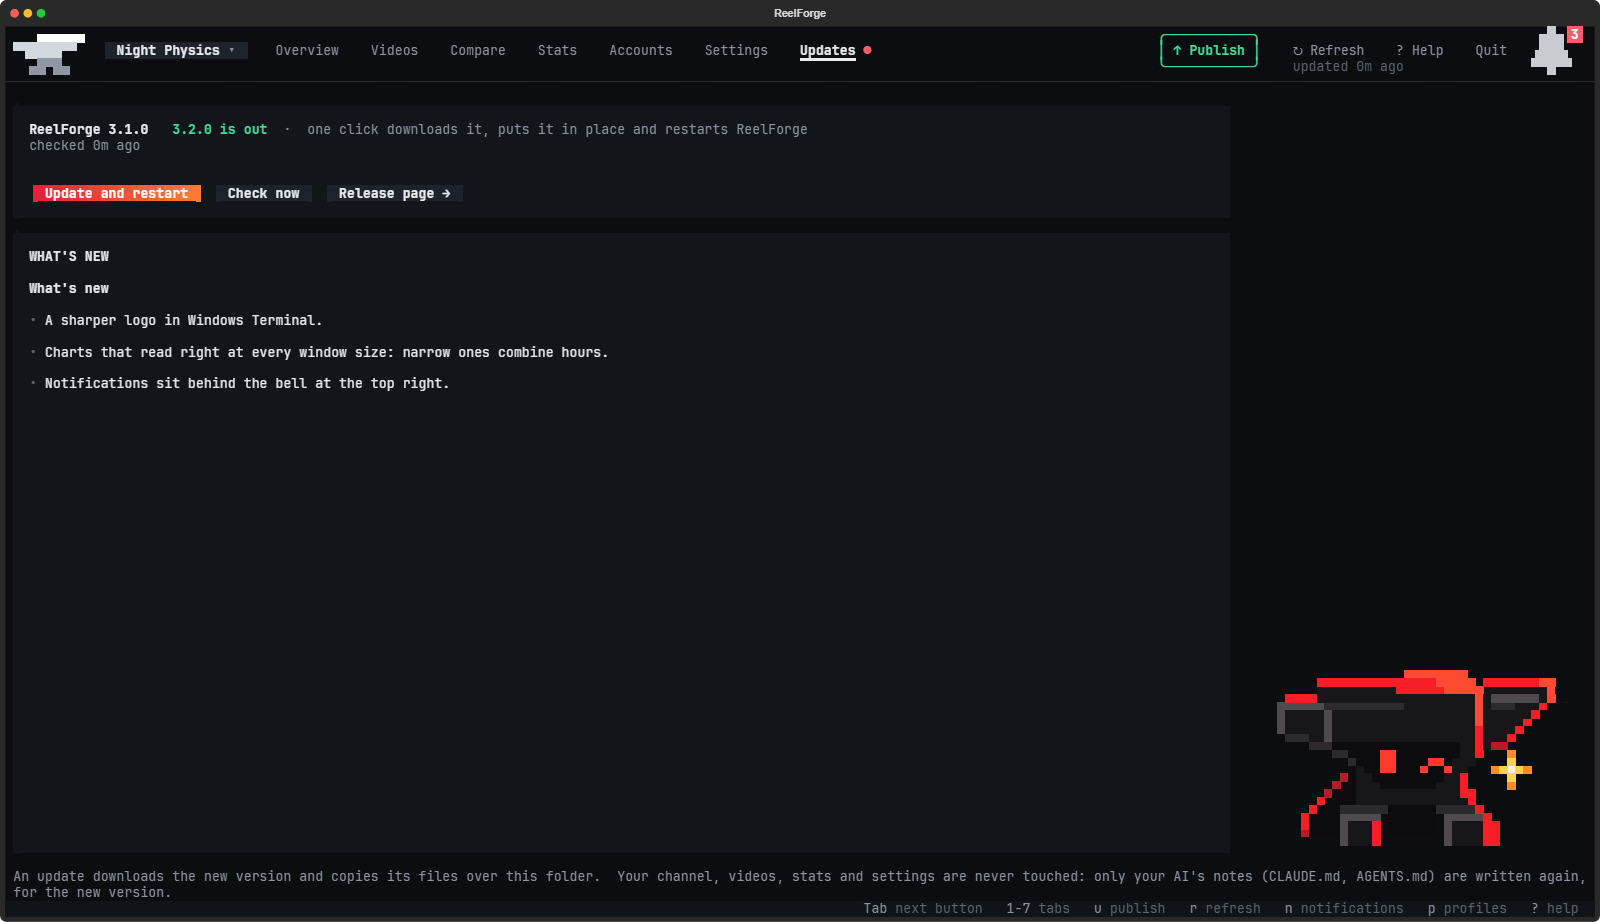 ReelForge
Night Physics ▾ Overview Videos Compare Stats Accounts Settings Updates ● ↑ Publish ↻ Refresh ? Help Quit 3
updated 0m ago
ReelForge 3.1.0 3.2.0 is out · one click downloads it, puts it in place and restarts ReelForge
checked 0m ago
Update and restart Check now Release page →
WHAT'S NEW
What's new
• A sharper logo in Windows Terminal.
• Charts that read right at every window size: narrow ones combine hours.
• Notifications sit behind the bell at the top right.
An update downloads the new version and copies its files over this folder. Your channel, videos, stats and settings are never touched: only your AI's notes (CLAUDE.md, AGENTS.md) are written again,
for the new version.
Tab next button 1-7 tabs u publish r refresh n notifications p profiles ? help